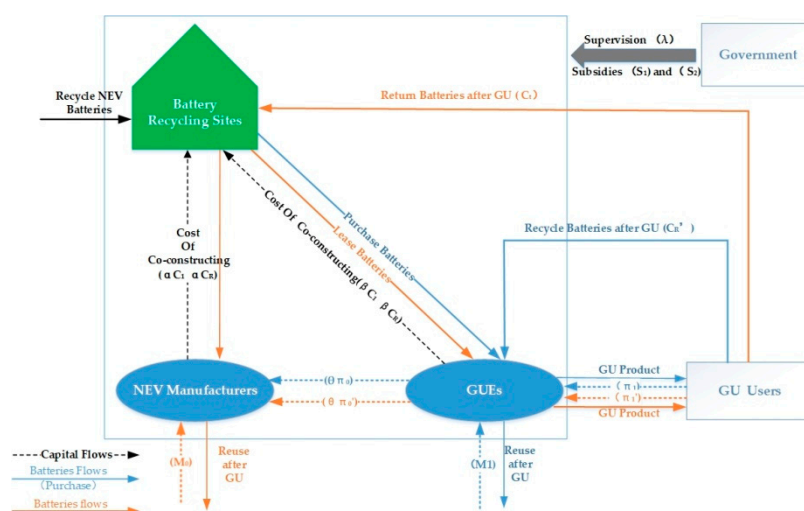 Supervision (λ)
Government
Subsidies (S₁) and ( S₂)
Recycle NEV
Batteries
Battery
Recycling Sites
Return Batteries after GU ( Cₜ)
Cost
Of
Co-constructing
( α C₁ α Cᴿ)
Cost Of Co-constructing( β C₁ β Cᴿ)
Lease Batteries
Purchase Batteries
Recycle Batteries after GU (Cᴿ’ )
NEV Manufacturers
(θ π₀)
( θ π₀')
GUEs
GU Product
( π₁)
( π₁')
GU Product
GU Users
(M₀)
Reuse
after
GU
(M1)
Reuse
after
GU
Capital Flows
Batteries Flows
(Purchase)
Batteries flows